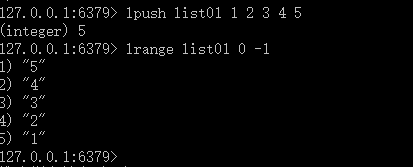 127.0.0.1:6379> lpush list01 1 2 3 4 5
(integer) 5
127.0.0.1:6379> lrange list01 0 -1
1) "5"
2) "4"
3) "3"
4) "2"
5) "1"
127.0.0.1:6379>